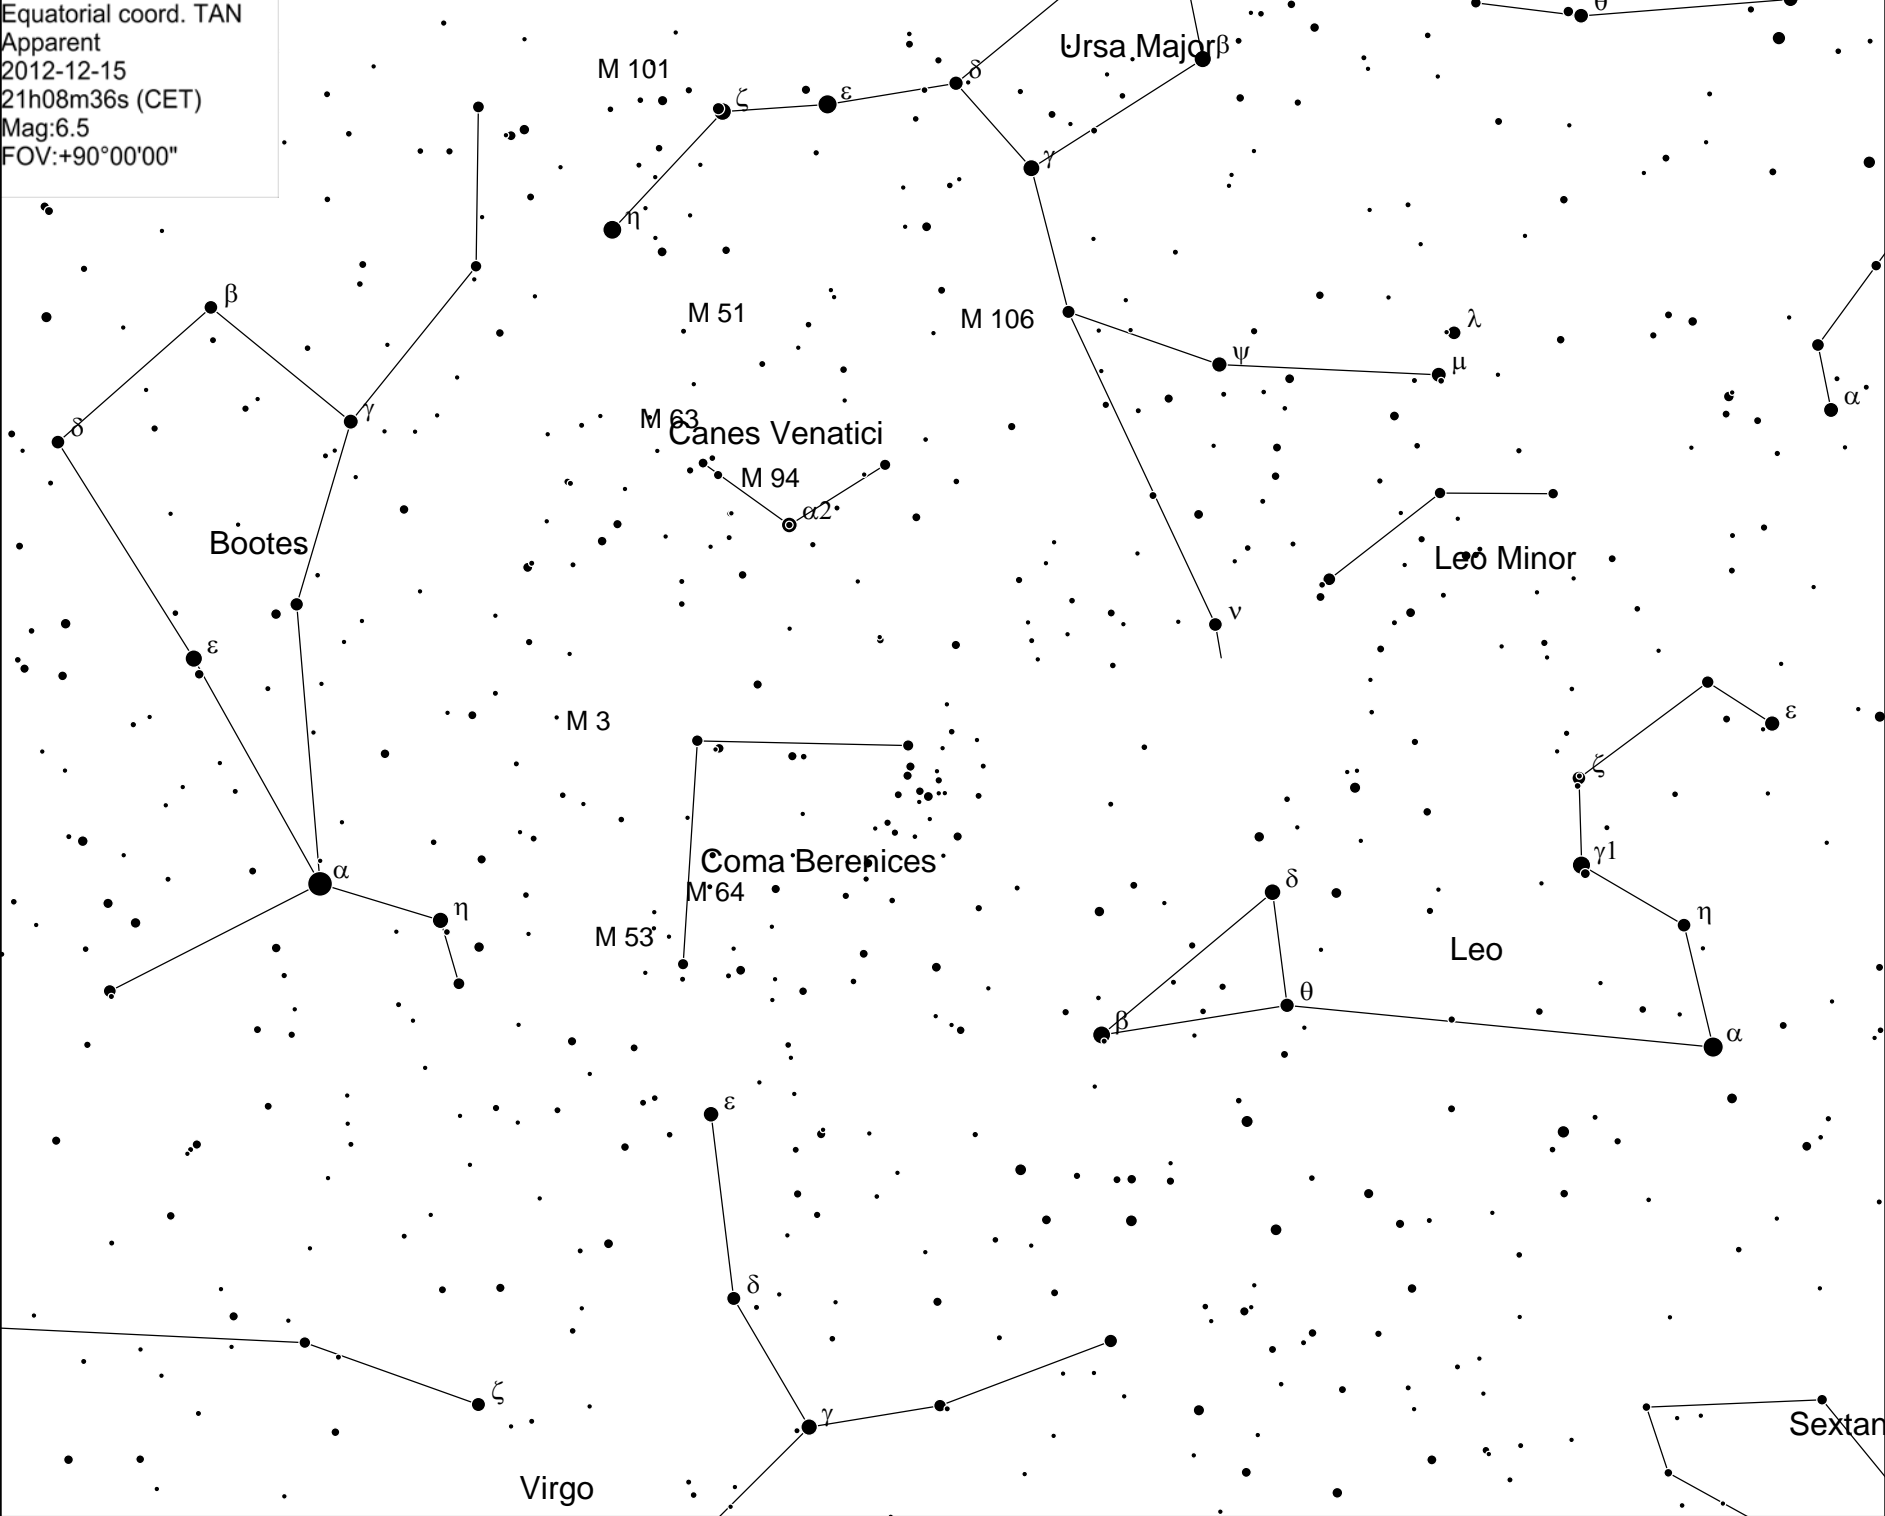 Equatorial coord. TAN
Apparent
2012-12-15
21h08m36s (CET)
Mag:6.5
FOV:+90°00'00"
θ
Ursa Major
β
M 101
δ
ζ
ε
γ
η
β
M 51
M 106
λ
ψ
μ
α
γ
δ
M 63
Canes Venatici
M 94
α2
Bootes
Leo Minor
ν
ε
M 3
ε
ζ
γ1
Coma Berenices
α
M 64
δ
η
η
M 53
Leo
θ
β
α
ε
δ
ζ
γ
Sextan
Virgo